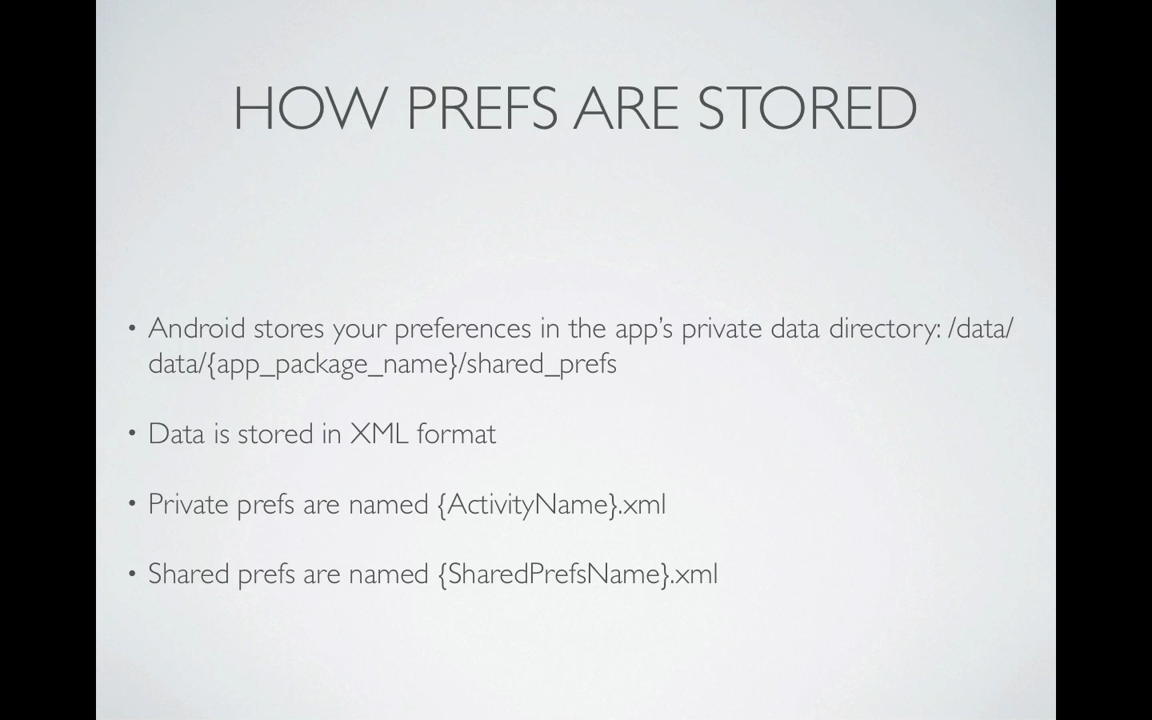 HOW PREFS ARE STORED
• Android stores your preferences in the app’s private data directory: /data/
data/{app_package_name}/shared_prefs
• Data is stored in XML format
• Private prefs are named {ActivityName}.xml
• Shared prefs are named {SharedPrefsName}.xml